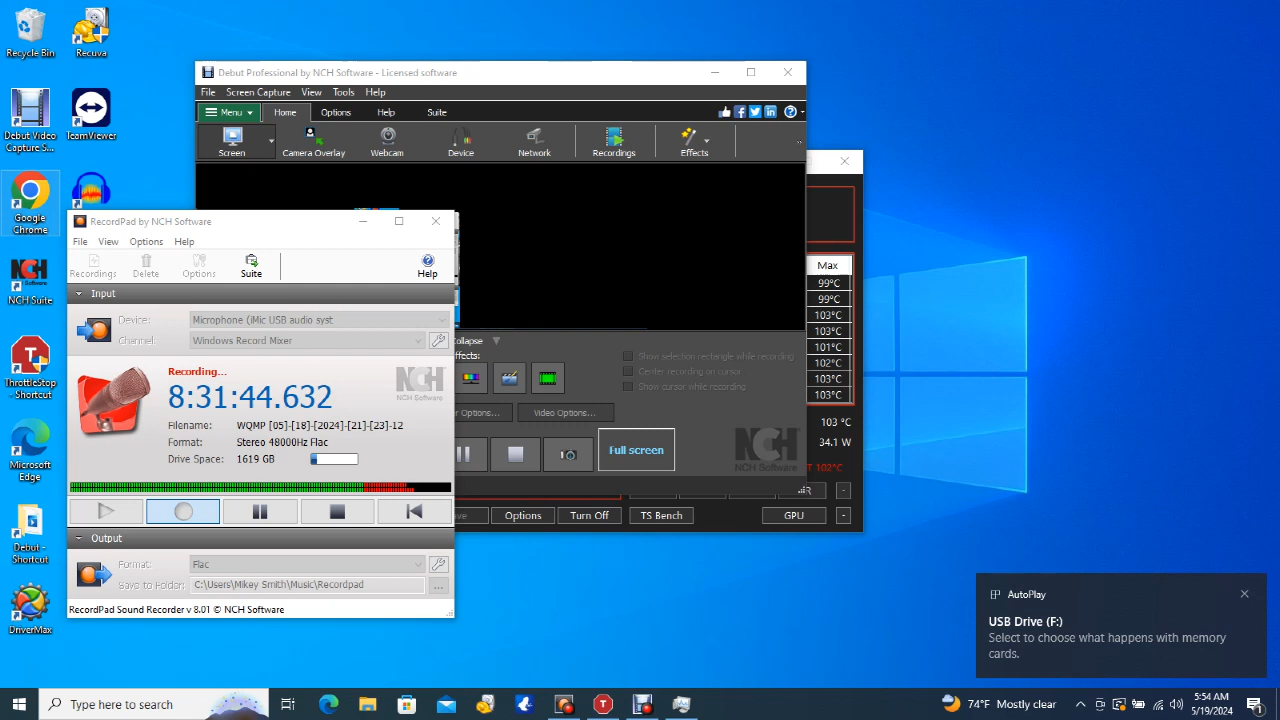 Recycle Bin
Recuva
Debut Video
Capture S...
TeamViewer
Google
Chrome
NCH
Software
NCH Suite
ThrottleStop
- Shortcut
Microsoft
Edge
Debut -
Shortcut
DriverMax
Debut Professional by NCH Software - Licensed software
File Screen Capture View Tools Help
Menu Home Options Help Suite
Screen Camera Overlay Webcam Device Network Recordings Effects
Show selection rectangle while recording
Center recording on cursor
Show cursor while recording
Video Options...
Full screen
NCH Software
RecordPad by NCH Software
File View Options Help
Recordings Delete Options Suite Help
Input
Device: Microphone (iMic USB audio syst
Channel: Windows Record Mixer
Recording...
8:31:44.632
NCH
Software
Filename: WQMP [05]-[18]-[2024]-[21]-[23]-12
Format: Stereo 48000Hz Flac
Drive Space: 1619 GB
Output
Format: Flac
Save to Folder: C:\Users\Mikey Smith\Music\Recordpad
...
RecordPad Sound Recorder v 8.01 © NCH Software
Max
99°C
99°C
103°C
103°C
101°C
102°C
103°C
103°C
103 °C
34.1 W
102°C
Options Turn Off TS Bench GPU
AutoPlay
USB Drive (F:)
Select to choose what happens with memory
cards.
Type here to search
74°F Mostly clear
5:54 AM
5/19/2024
1